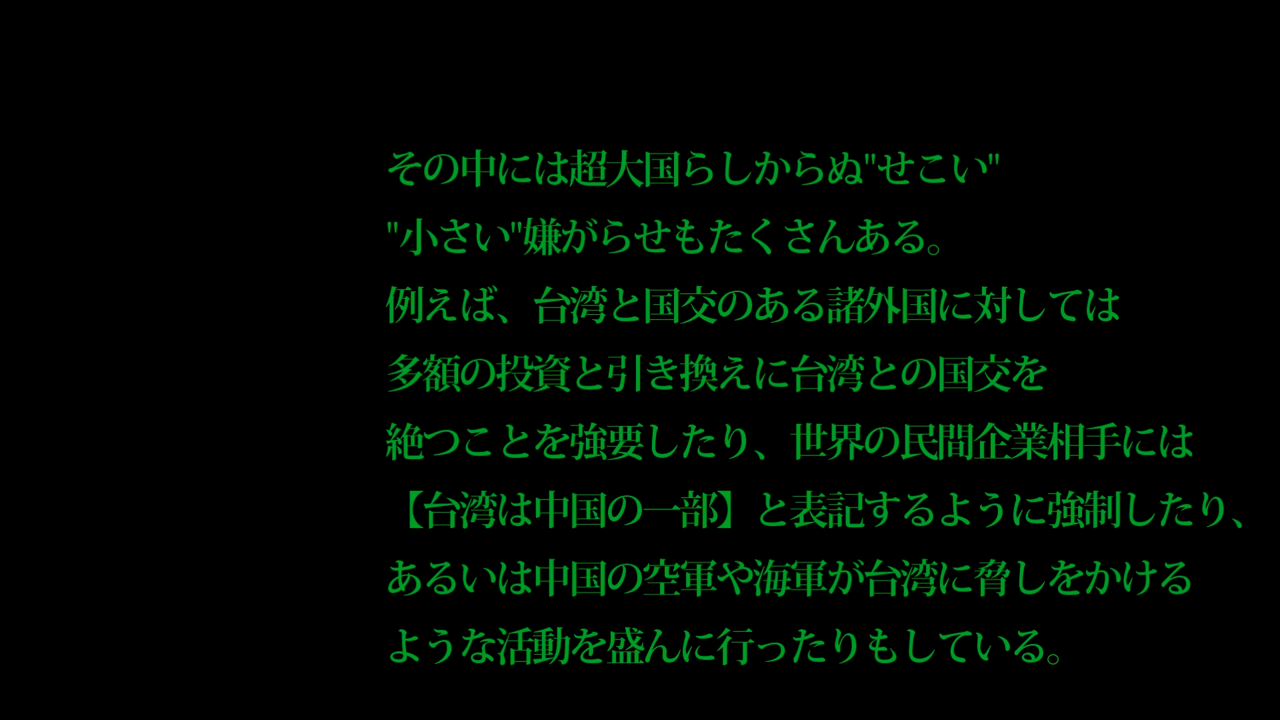 その中には超大国らしからぬ"せこい"
"小さい"嫌がらせもたくさんある。
例えば、台湾と国交のある諸外国に対しては
多額の投資と引き換えに台湾との国交を
絶つことを強要したり、世界の民間企業相手には
【台湾は中国の一部】と表記するように強制したり、
あるいは中国の空軍や海軍が台湾に脅しをかける
ような活動を盛んに行ったりもしている。